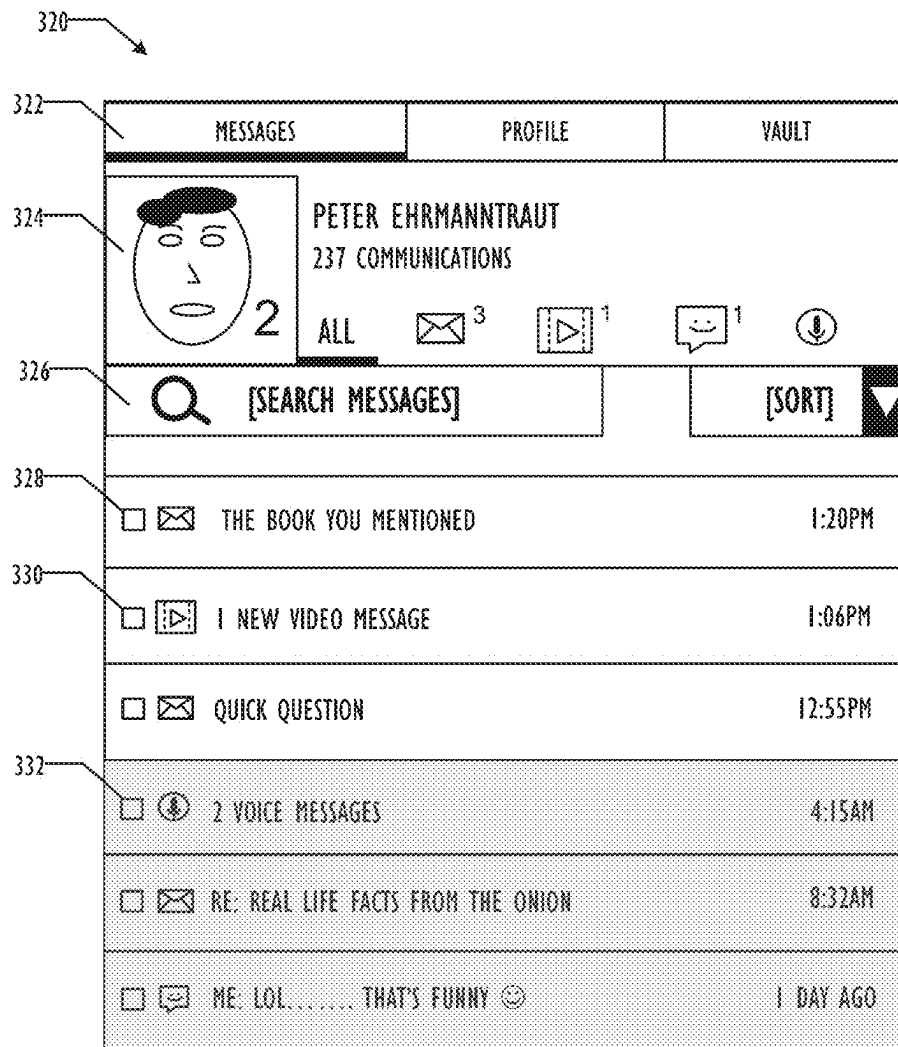 320
322
MESSAGES PROFILE VAULT
324
PETER EHRMANNTRAUT
237 COMMUNICATIONS
2
ALL 3 1 1
326
[SEARCH MESSAGES] [SORT]
328
THE BOOK YOU MENTIONED 1:20PM
330
1 NEW VIDEO MESSAGE 1:06PM
QUICK QUESTION 12:55PM
332
2 VOICE MESSAGES 4:15AM
RE: REAL LIFE FACTS FROM THE ONION 8:32AM
ME: LOL....... THAT'S FUNNY ☺ 1 DAY AGO